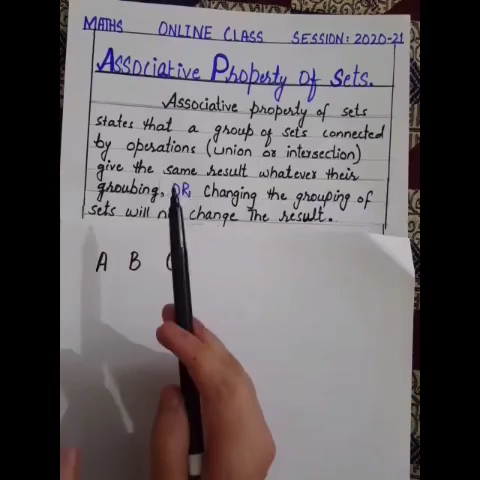 MATHS ONLINE CLASS SESSION: 2020-21
Associative Property of Sets.
Associative property of sets
states that a group of sets connected
by operations (union or intersection)
give the same result whatever their
groubing, OR, Changing the grouping of
sets will change The result.
A B